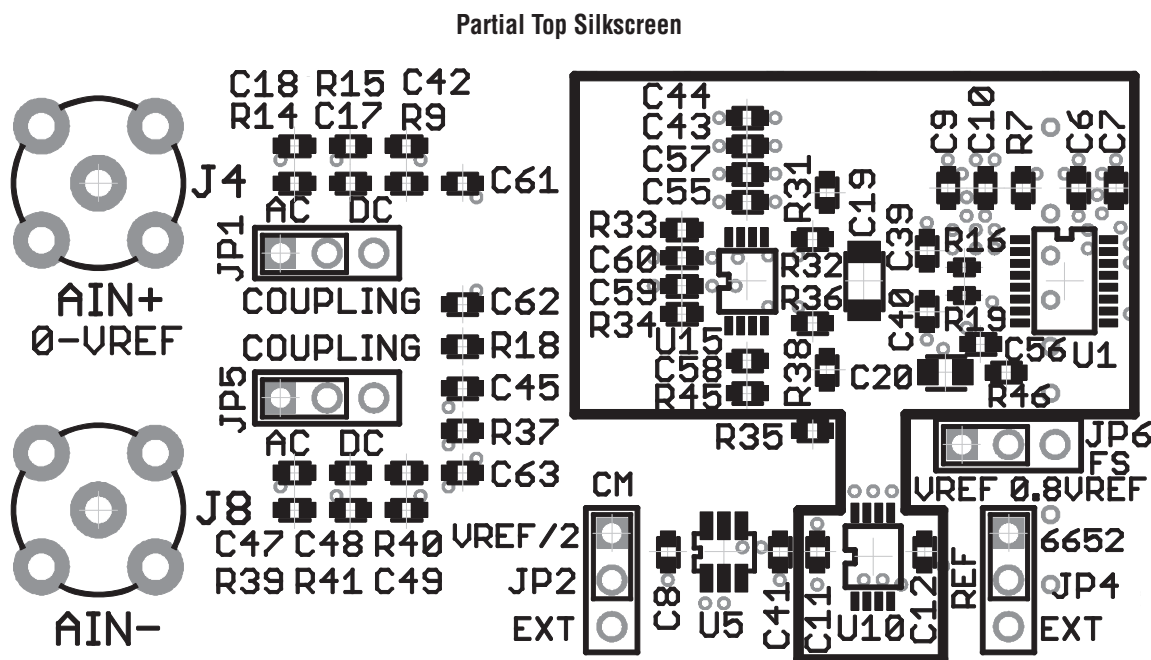 Partial Top Silkscreen
C18 R15 C42
R14 C17 R9
J4
C61
AC DC
JP1
COUPLING
AIN+
0-VREF
COUPLING
JP5
AC DC
C62
R18
C45
R37
C63
J8
C47 C48 R40
R39 R41 C49
AIN-
C44
C43
C57
C55
R33
C60
C59
R34
U15
C58
R45
R31
R32
R36
R38
R35
C19
C39
C40
R16
R19
C20
C56
R46
U1
C9
C10
R7
C6
C7
JP6
FS
VREF 0.8VREF
CM
VREF/2
JP2
EXT
C8
U5
C41
C11
U10
C12
REF
6652
JP4
EXT